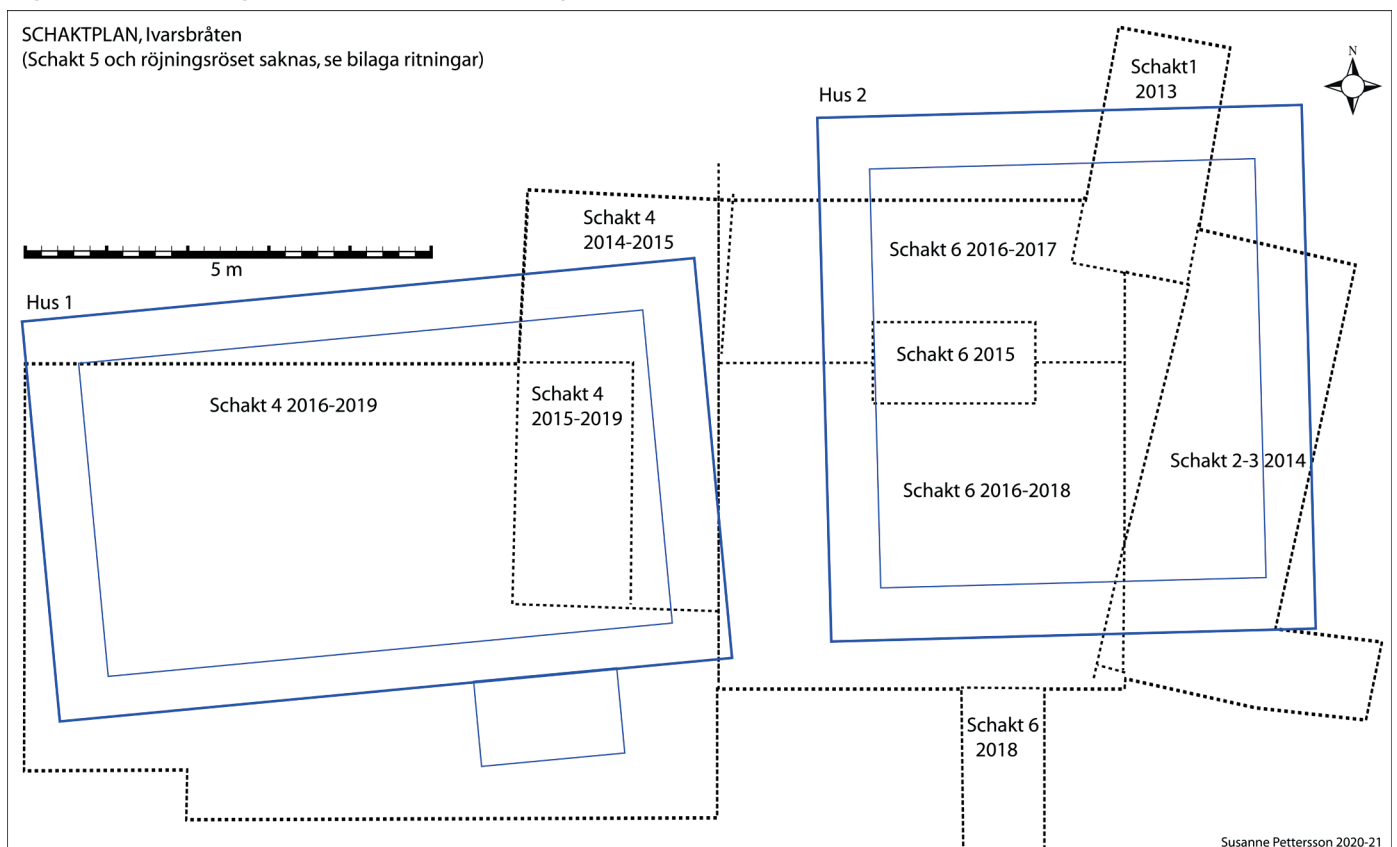 SCHAKTPLAN, Ivarsbråten
(Schakt 5 och röjningsröset saknas, se bilaga ritningar)
Schakt1
2013
N
Hus 2
Schakt 4
2014-2015
Schakt 6 2016-2017
5 m
Hus 1
Schakt 6 2015
Schakt 4 2016-2019
Schakt 4
2015-2019
Schakt 2-3 2014
Schakt 6 2016-2018
Schakt 6
2018
Susanne Pettersson 2020-21